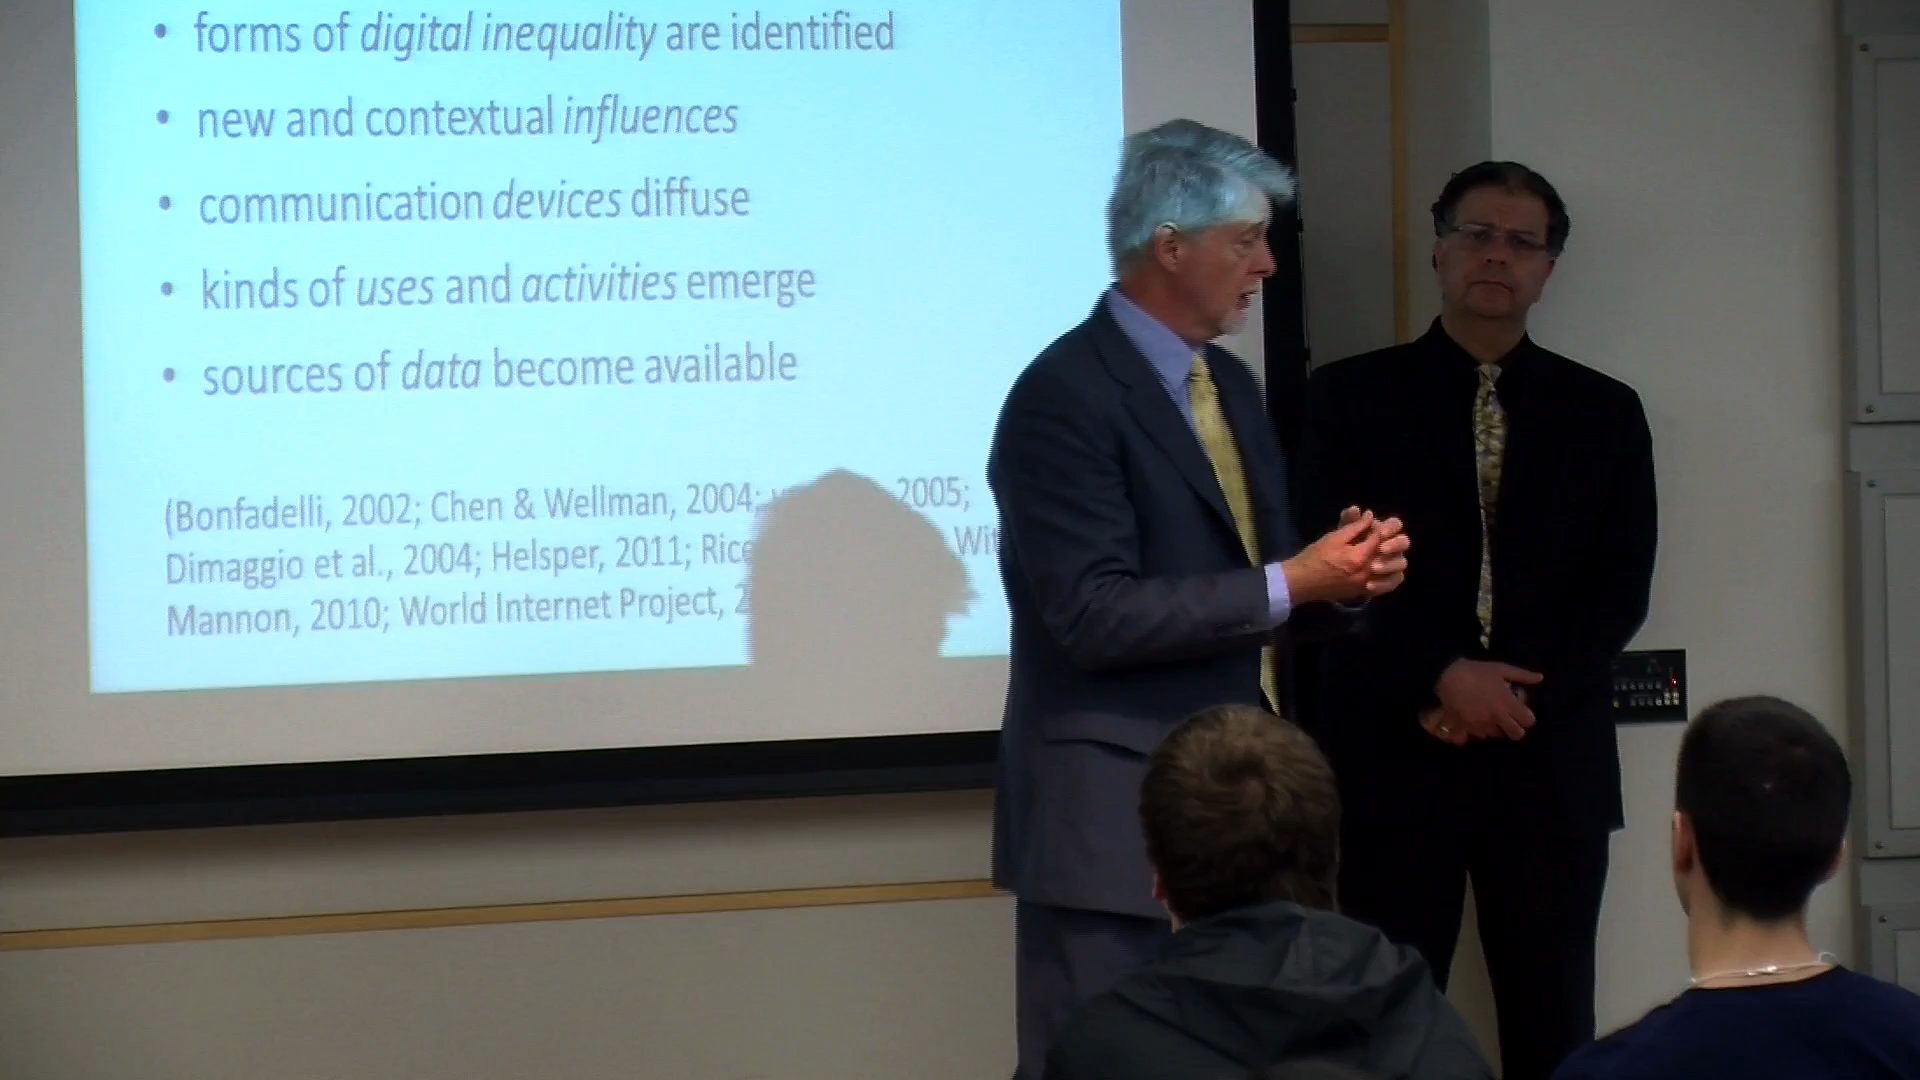 • forms of digital inequality are identified
• new and contextual influences
• communication devices diffuse
• kinds of uses and activities emerge
• sources of data become available
(Bonfadelli, 2002; Chen & Wellman, 2004; 2005;
Dimaggio et al., 2004; Helsper, 2011; Rice
Mannon, 2010; World Internet Project,